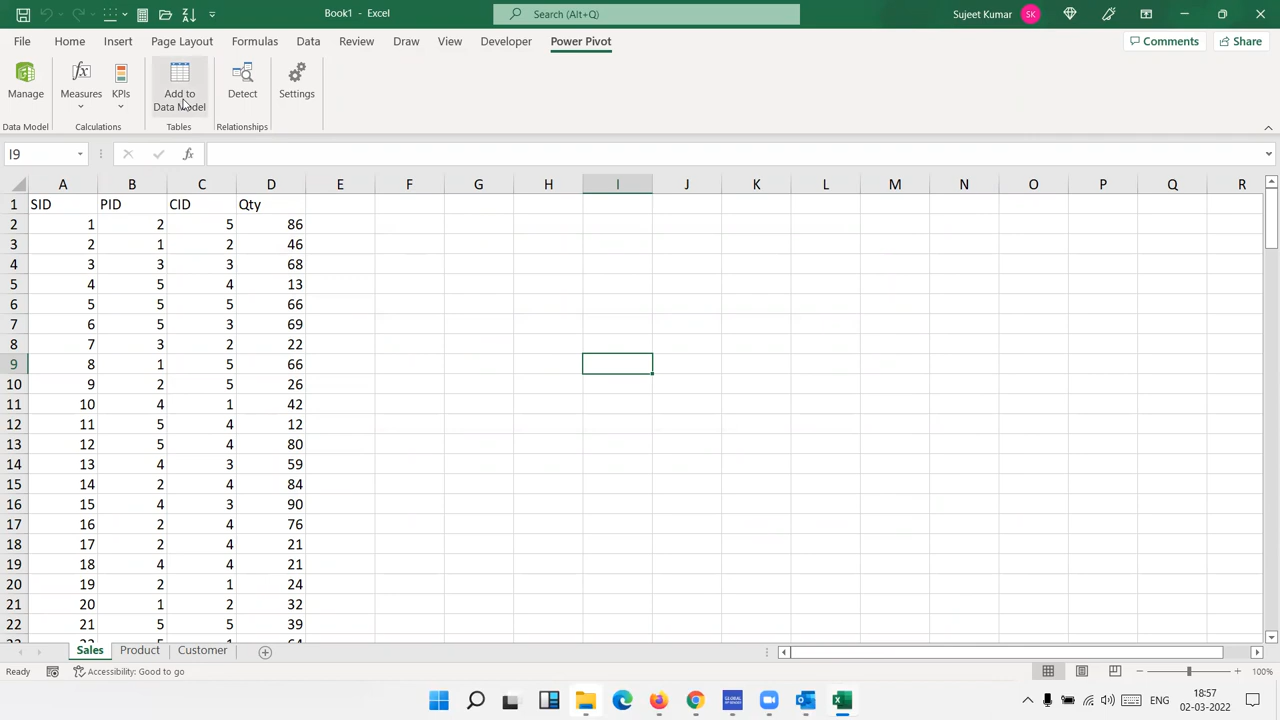 Book1 - Excel
Search (Alt+Q)
Sujeet Kumar SK
File Home Insert Page Layout Formulas Data Review Draw View Developer Power Pivot Comments Share
Manage Measures KPIs Add to Data Model Detect Settings
Data Model Calculations Tables Relationships
I9 fx
A B C D E F G H I J K L M N O P Q R
1 SID PID CID Qty
2 1 2 5 86
3 2 1 2 46
4 3 3 3 68
5 4 5 4 13
6 5 5 5 66
7 6 5 3 69
8 7 3 2 22
9 8 1 5 66
10 9 2 5 26
11 10 4 1 42
12 11 5 4 12
13 12 5 4 80
14 13 4 3 59
15 14 2 4 84
16 15 4 3 90
17 16 2 4 76
18 17 2 4 21
19 18 4 4 21
20 19 2 1 24
21 20 1 2 32
22 21 5 5 39
Sales Product Customer
Ready Accessibility: Good to go 100%
ENG 18:57
02-03-2022